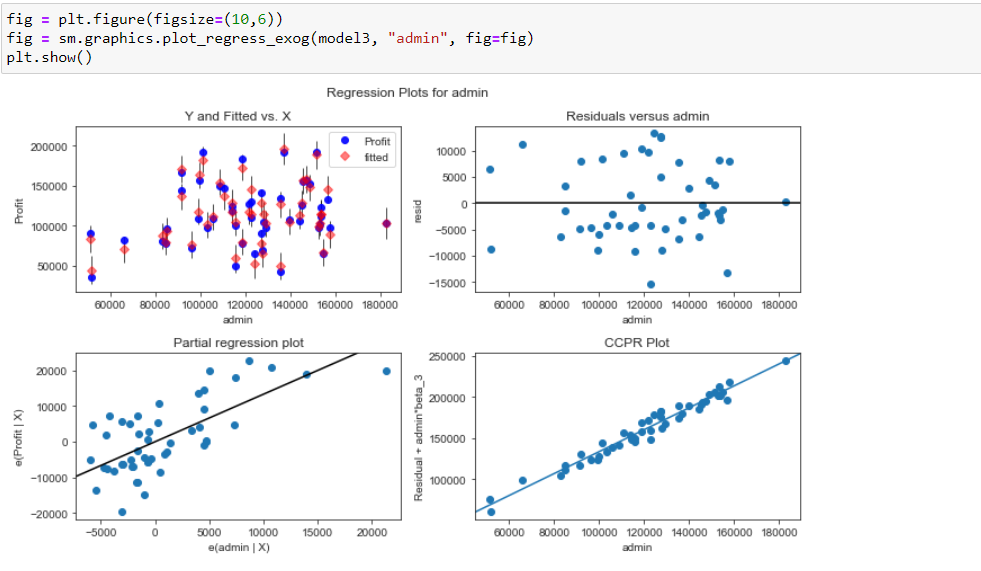 fig = plt.figure(figsize=(10,6))
fig = sm.graphics.plot_regress_exog(model3, "admin", fig=fig)
plt.show()
Regression Plots for admin
Y and Fitted vs. X
Profit
fitted
200000
150000
100000
50000
Profit
60000 80000 100000 120000 140000 160000 180000
admin
Residuals versus admin
10000
5000
0
−5000
−10000
−15000
resid
60000 80000 100000 120000 140000 160000 180000
admin
Partial regression plot
20000
10000
0
−10000
−20000
e(Profit | X)
−5000 0 5000 10000 15000 20000
e(admin | X)
CCPR Plot
250000
200000
150000
100000
Residual + admin*beta_3
60000 80000 100000 120000 140000 160000 180000
admin